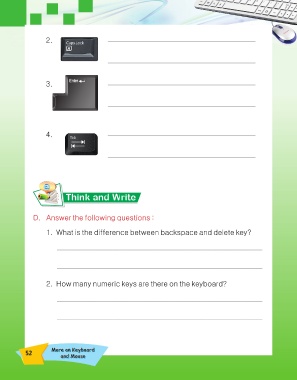 2.
Caps Lock
A
3.
Enter
4.
Tab
Think and Write
D. Answer the following questions :
1. What is the difference between backspace and delete key?
2. How many numeric keys are there on the keyboard?
52
More on Keyboard
and Mouse